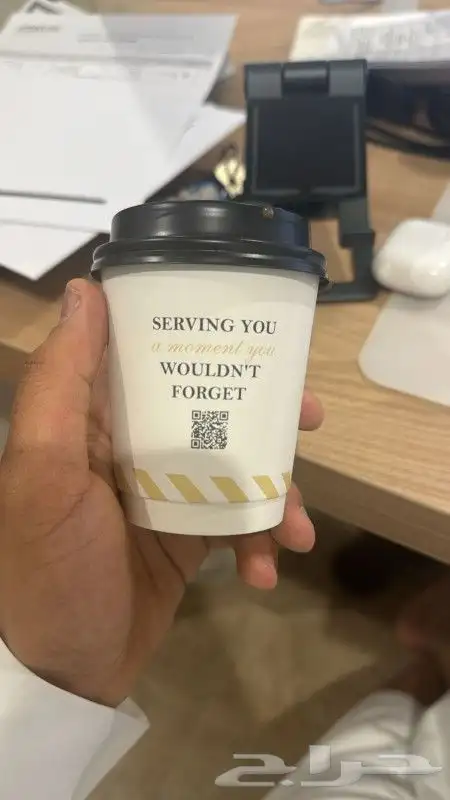 SERVING YOU
a moment you
WOULDN'T
FORGET
حراج